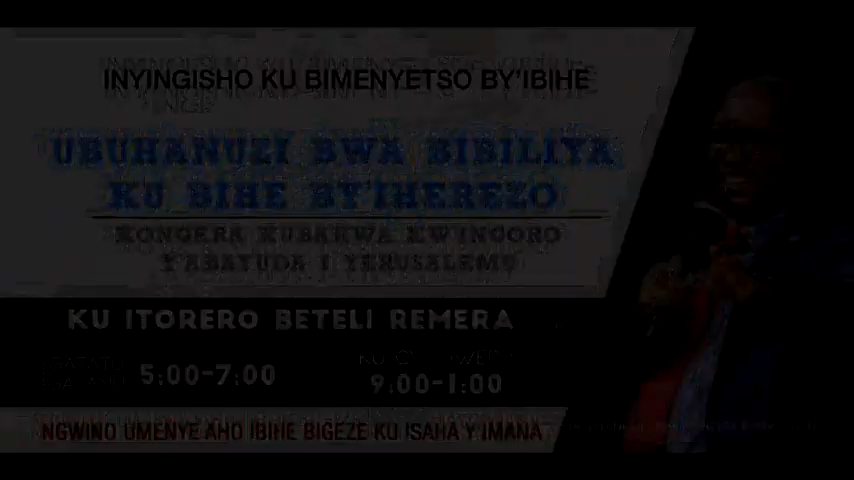 INYINGISHO KU BIMENYETSO BY'IBIHE
UBUHANUZI BWA BIBILIYA
KU BIHE BY'IHEREZO
KONGERA KUBAKWA KW'INGORO
Y'ABAYUDA I YERUSALEMU
KU ITORERO BETELI REMERA
5:00-7:00
9:00-1:00
NGWINO UMENYE AHO IBIHE BIGEZE KU ISAHA Y'IMANA